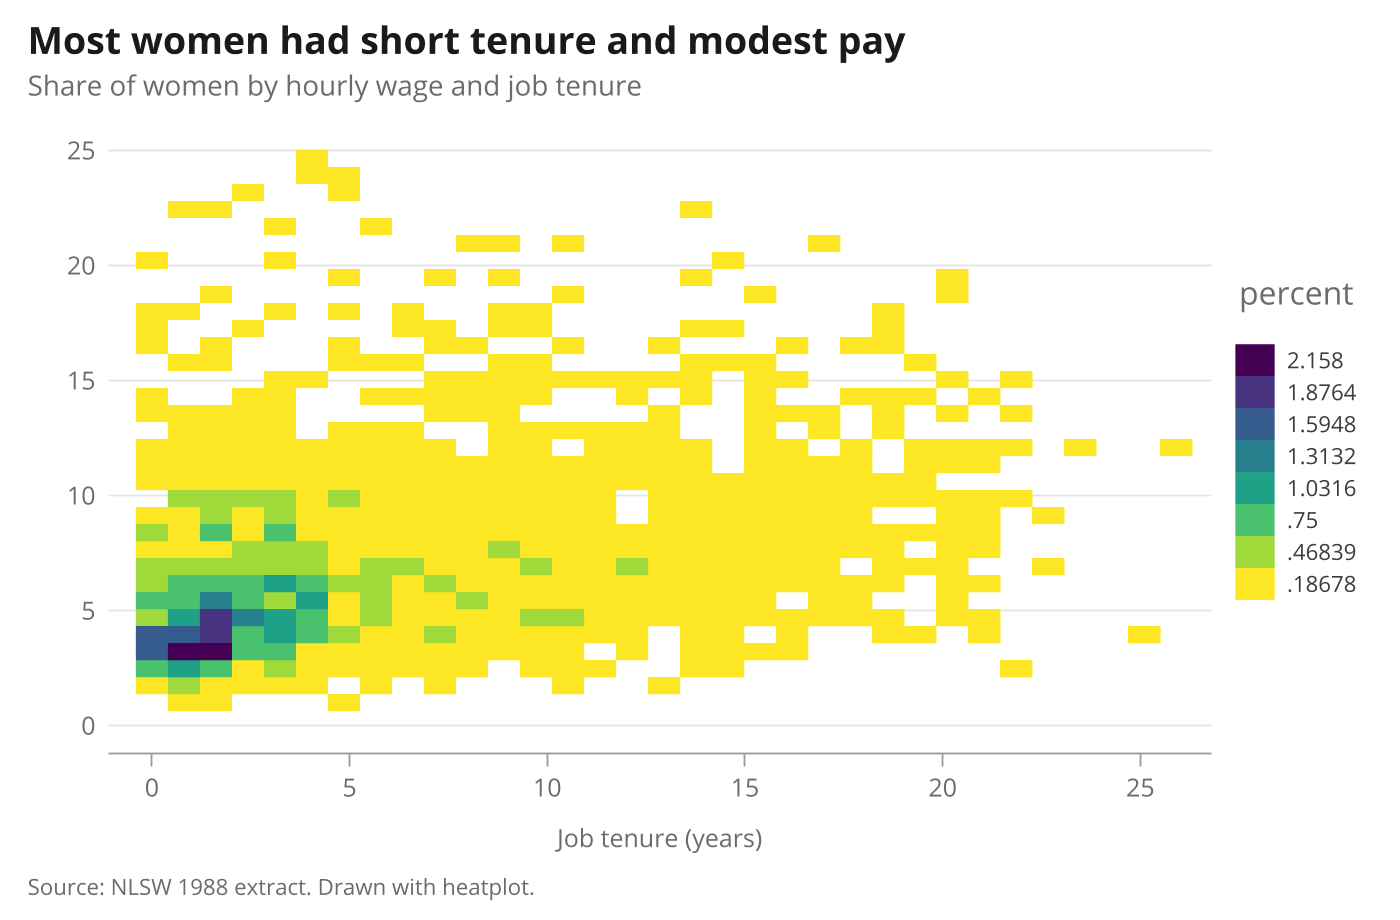 Most women had short tenure and modest pay
Share of women by hourly wage and job tenure
25
20
15
10
5
0
0 5 10 15 20 25
Job tenure (years)
percent
2.158
1.8764
1.5948
1.3132
1.0316
.75
.46839
.18678
Source: NLSW 1988 extract. Drawn with heatplot.